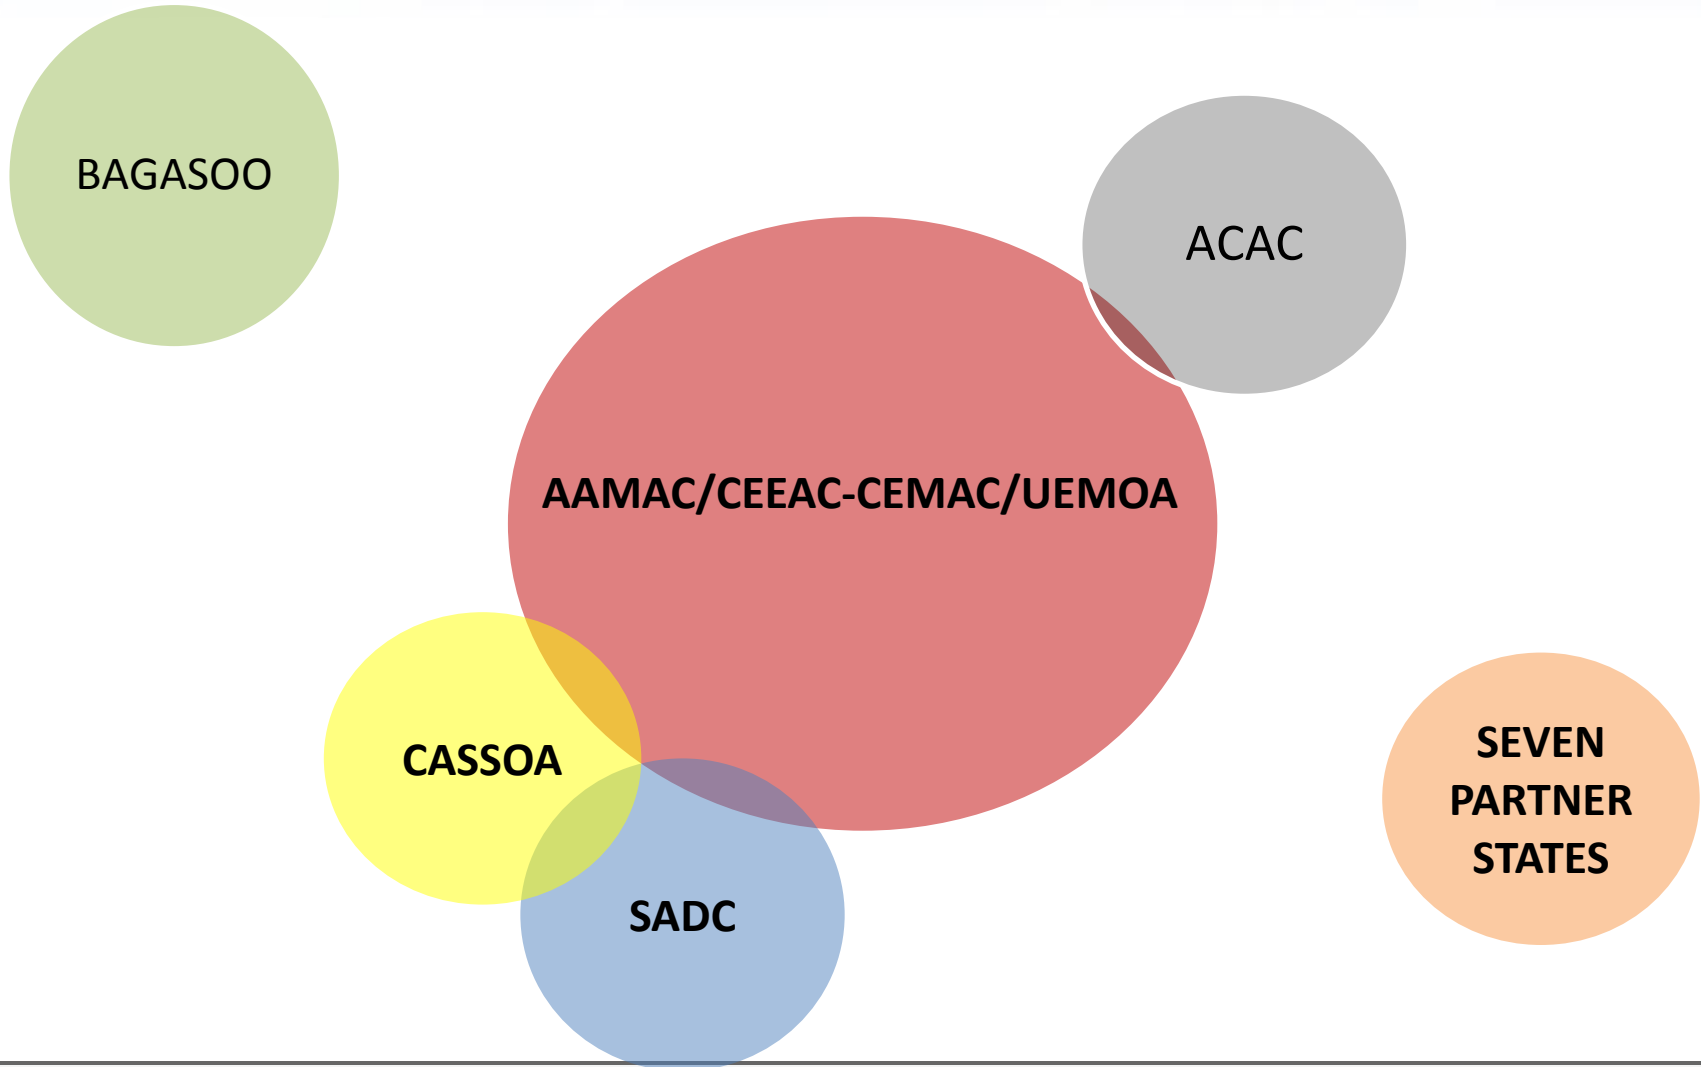 BAGASOO
ACAC
AAMAC/CEEAC-CEMAC/UEMOA
CASSOA
SADC
SEVEN
PARTNER
STATES